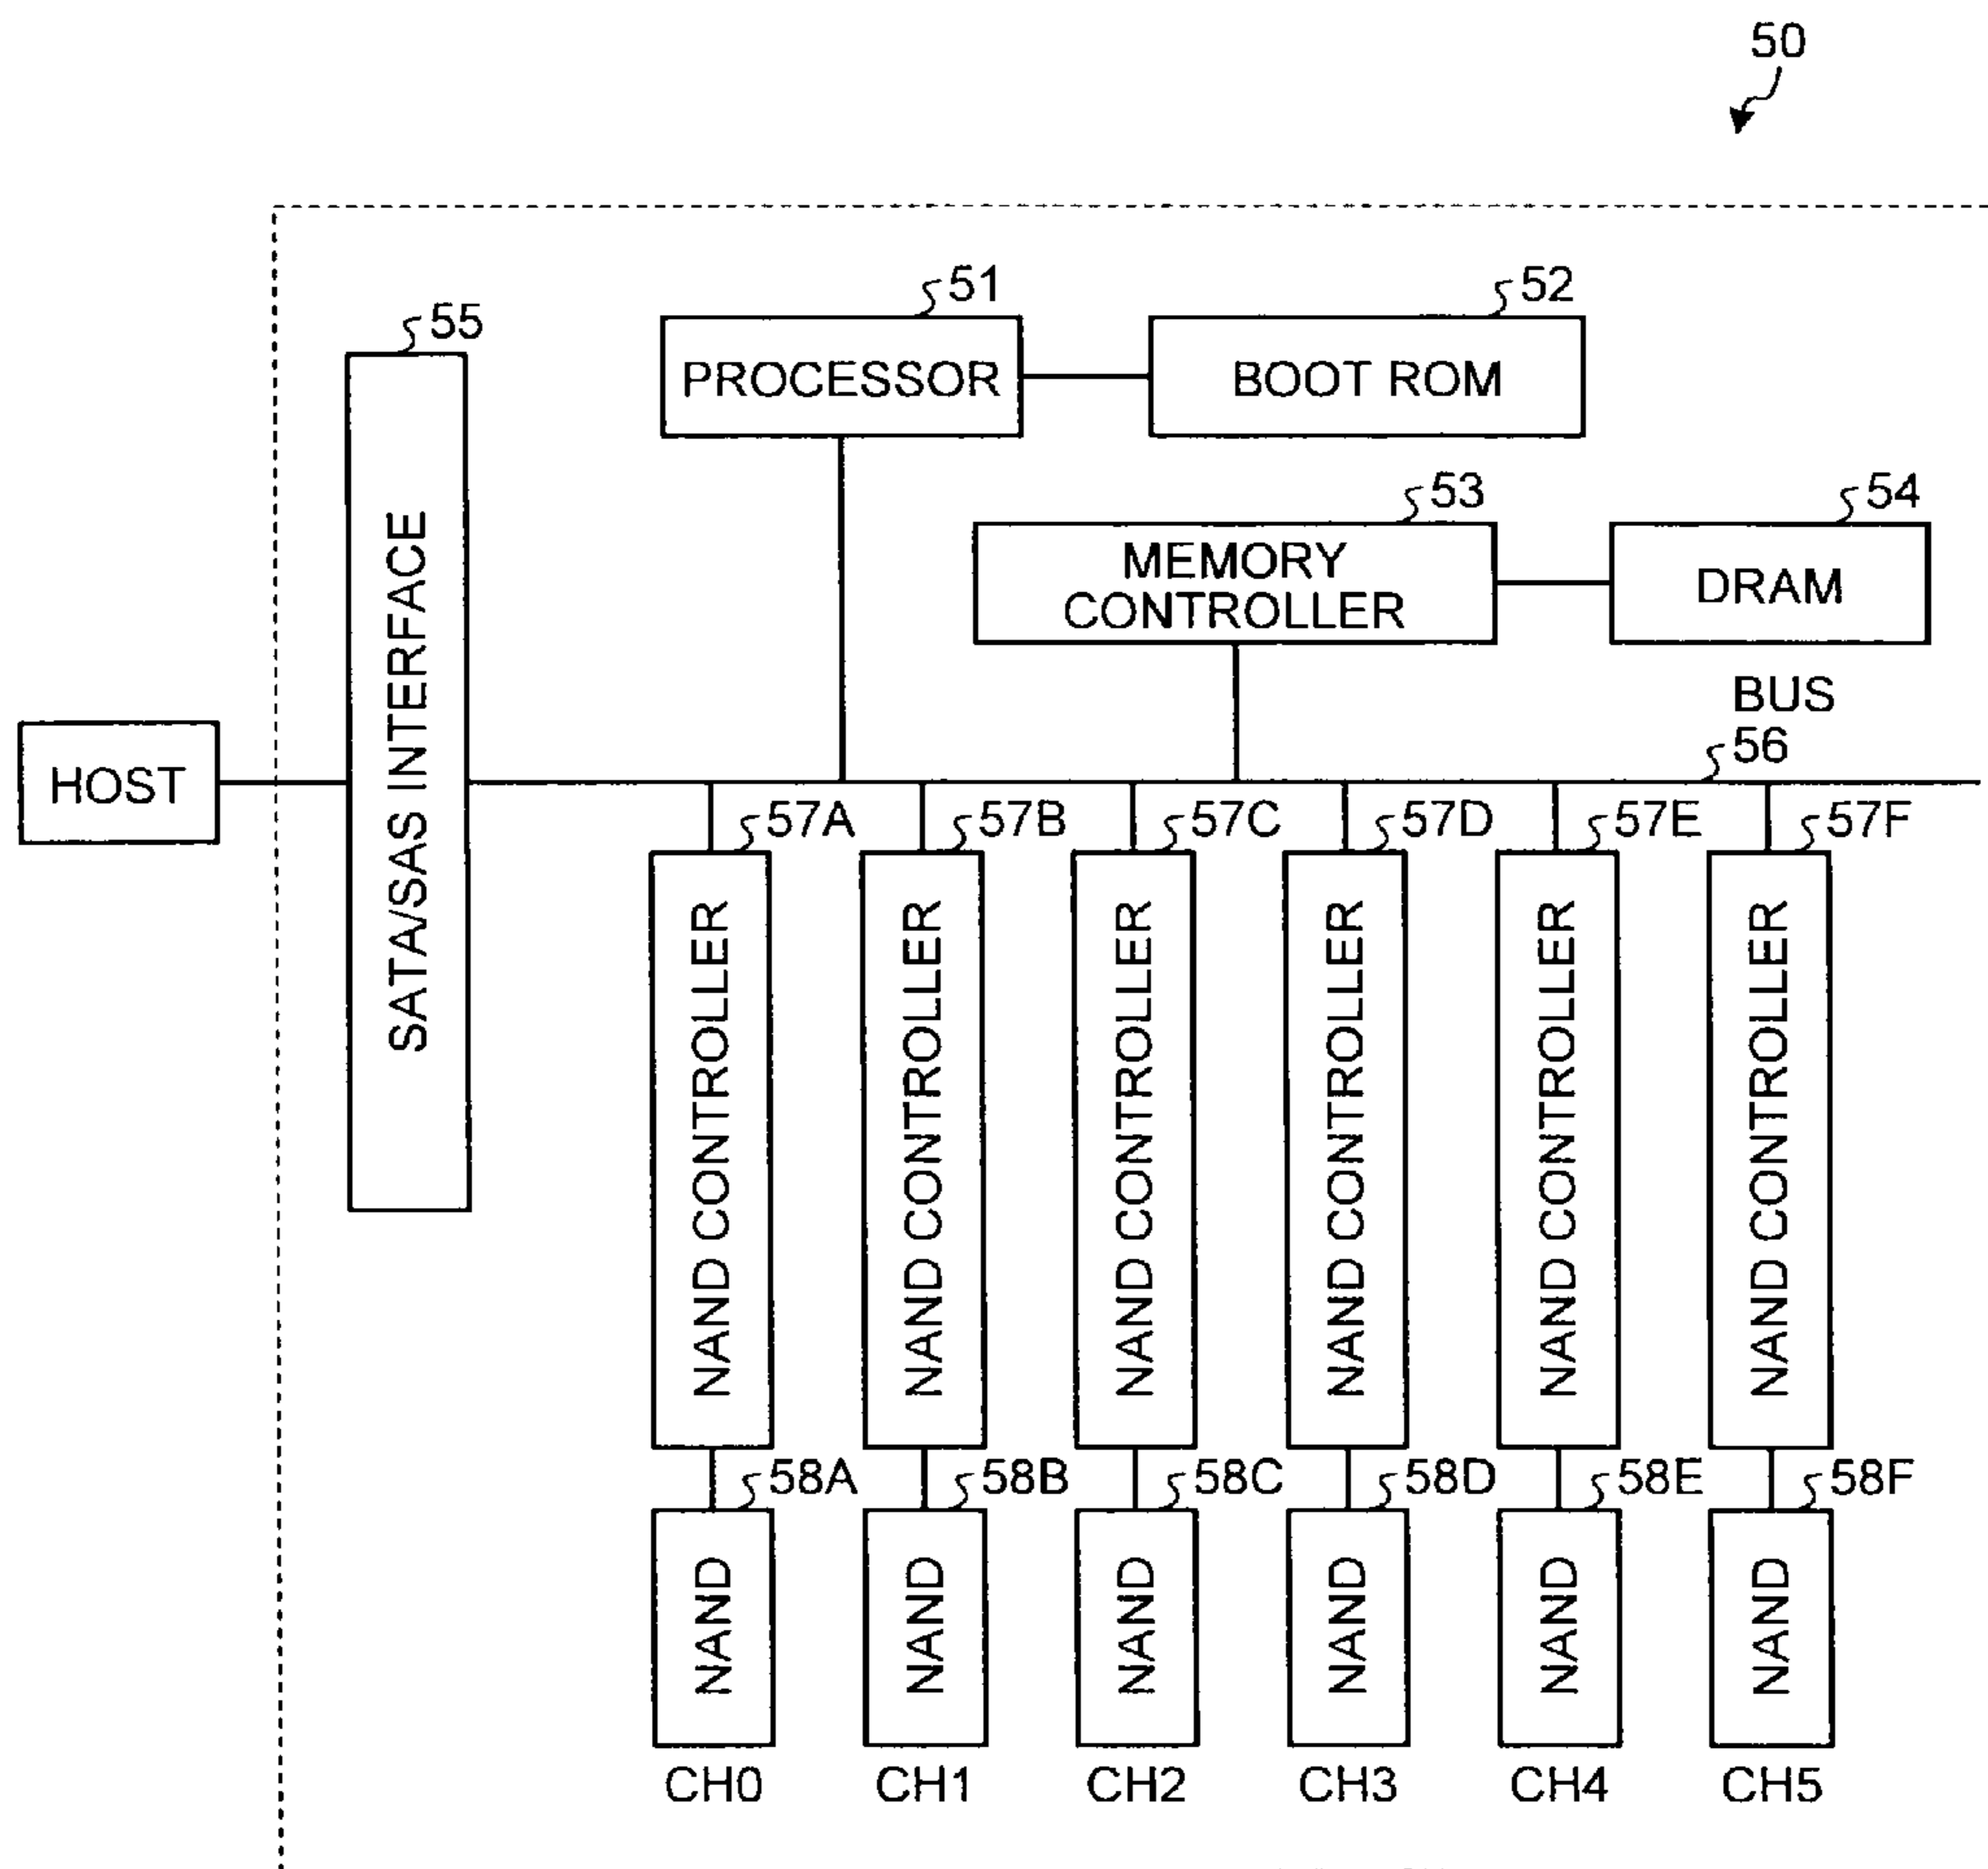 50
51
52
55
PROCESSOR
BOOT ROM
53
54
MEMORY
CONTROLLER
DRAM
SATA/SAS INTERFACE
BUS
56
HOST
57A
57B
57C
57D
57E
57F
NAND CONTROLLER
NAND CONTROLLER
NAND CONTROLLER
NAND CONTROLLER
NAND CONTROLLER
NAND CONTROLLER
58A
58B
58C
58D
58E
58F
NAND
NAND
NAND
NAND
NAND
NAND
CH0
CH1
CH2
CH3
CH4
CH5